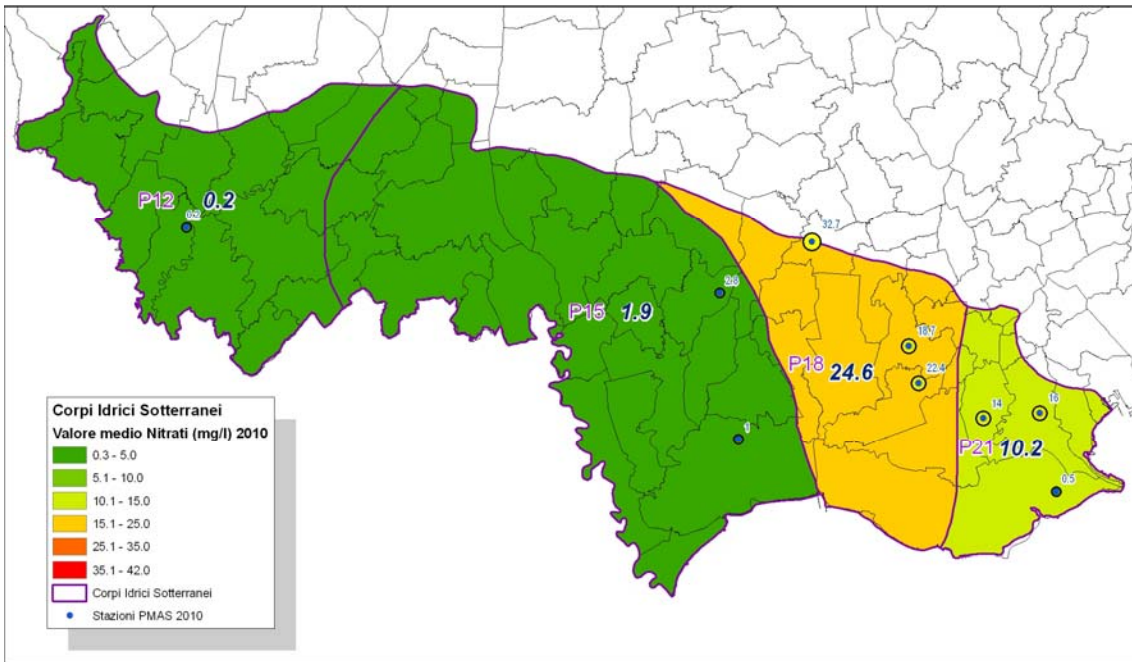 32.7
P12 0.2
0.2
2.8
P15 1.9
18.7
P18 24.6
22.4
14
16
P21 10.2
1
0.5
Corpi Idrici Sotterranei
Valore medio Nitrati (mg/l) 2010
0.3 - 5.0
5.1 - 10.0
10.1 - 15.0
15.1 - 25.0
25.1 - 35.0
35.1 - 42.0
Corpi Idrici Sotterranei
Stazioni PMAS 2010